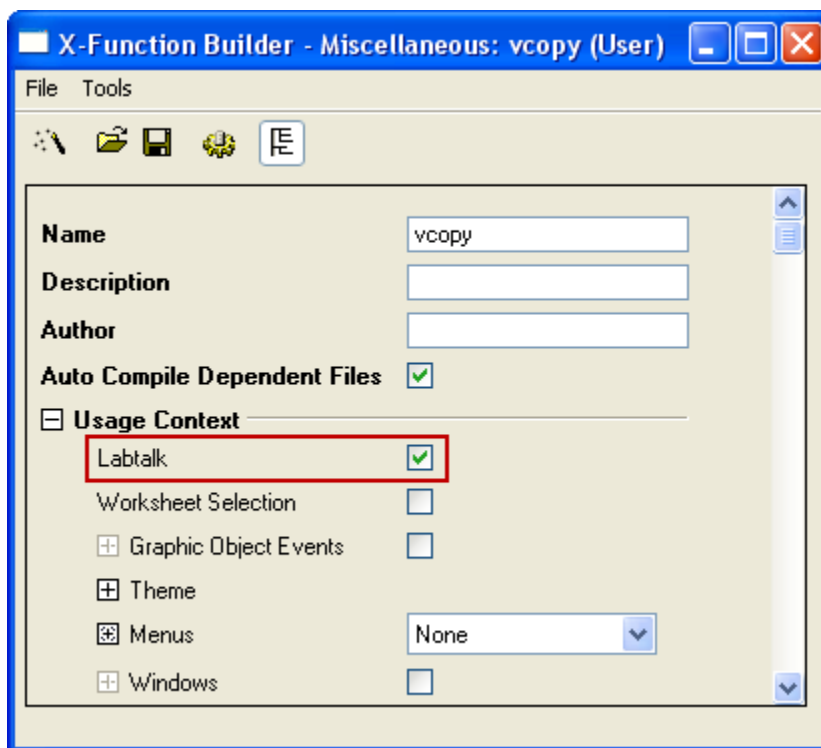 X-Function Builder - Miscellaneous: vcopy (User)
File Tools
Name vcopy
Description
Author
Auto Compile Dependent Files
Usage Context
Labtalk
Worksheet Selection
Graphic Object Events
Theme
Menus None
Windows